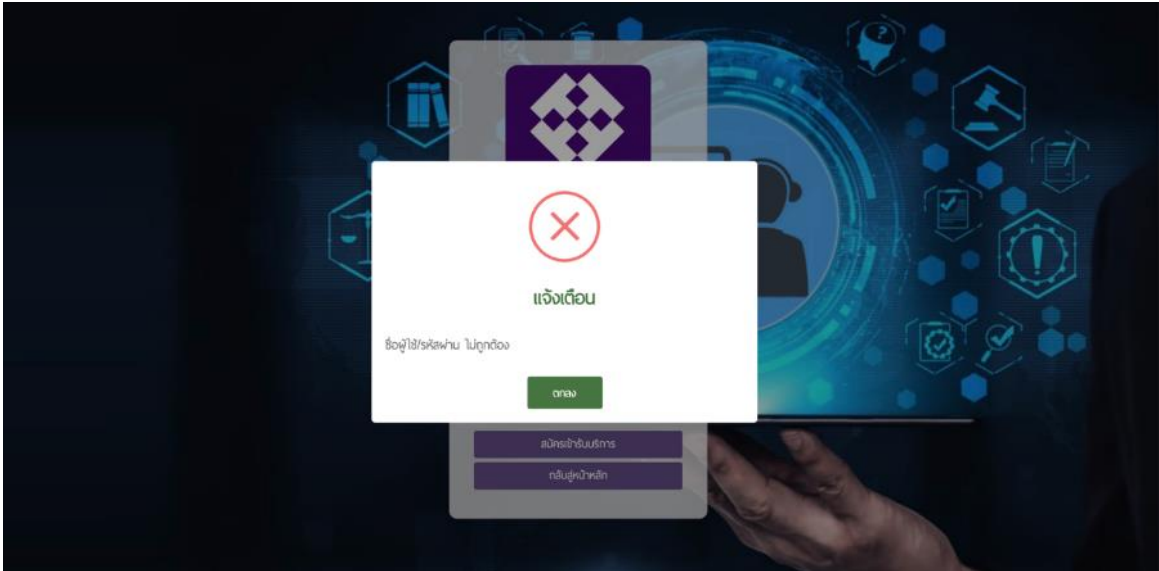 แจ้งเตือน
ชื่อผู้ใช้/รหัสผ่าน ไม่ถูกต้อง
ตกลง
สมัครเข้ารับบริการ
กลับสู่หน้าหลัก